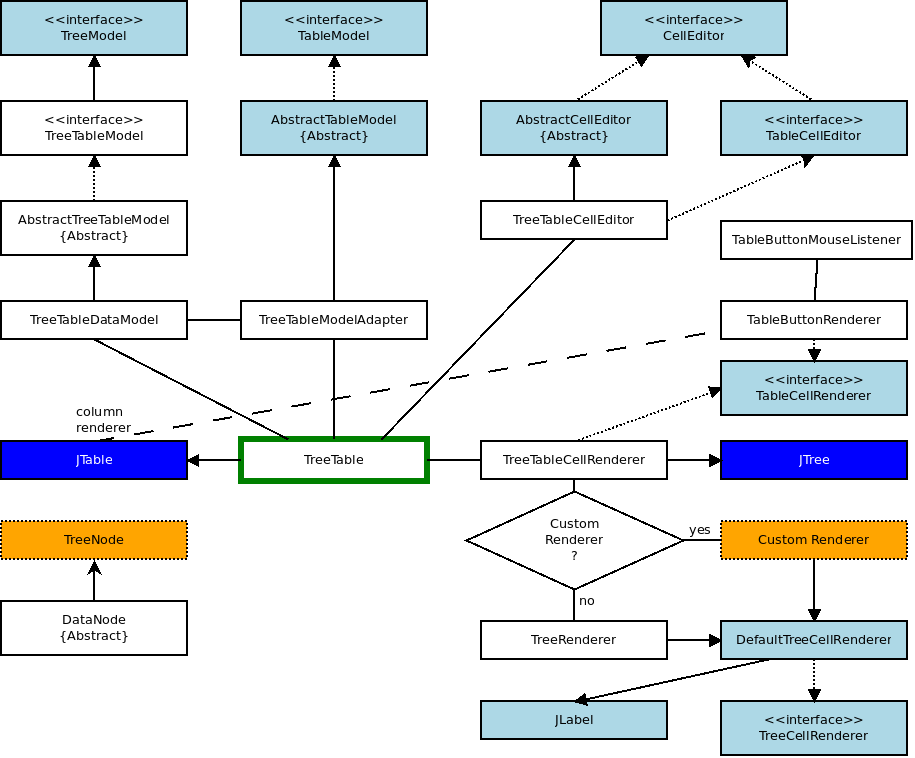 <<interface>>
TreeModel
<<interface>>
TableModel
<<interface>>
CellEditor
<<interface>>
TreeTableModel
AbstractTableModel
{Abstract}
AbstractCellEditor
{Abstract}
<<interface>>
TableCellEditor
AbstractTreeTableModel
{Abstract}
TreeTableCellEditor
TableButtonMouseListener
TreeTableDataModel
TreeTableModelAdapter
TableButtonRenderer
<<interface>>
TableCellRenderer
column
renderer
JTable
TreeTable
TreeTableCellRenderer
JTree
TreeNode
Custom
Renderer
?
yes
Custom Renderer
no
DataNode
{Abstract}
TreeRenderer
DefaultTreeCellRenderer
JLabel
<<interface>>
TreeCellRenderer